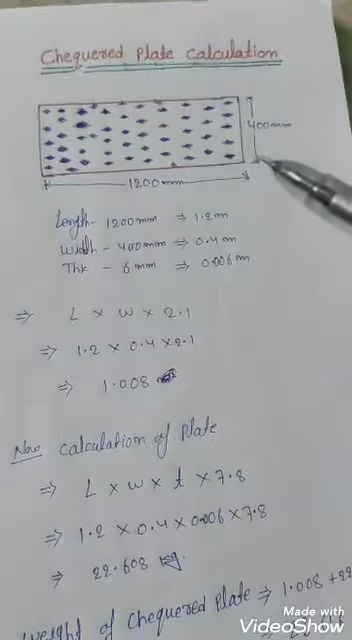 Chequered Plate Calculation
400mm
1200mm
Length - 1200mm ⇒ 1.2m
Width - 400mm ⇒ 0.4m
Thk - 6mm ⇒ 0.006m
⇒ L × W × 2.1
⇒ 1.2 × 0.4 × 2.1
⇒ 1.008
Now Calculation of Plate
⇒ L × W × t × 7.8
⇒ 1.2 × 0.4 × 0.006 × 7.8
⇒ 22.608 kg.
weight of Chequered Plate ⇒ 1.008 + 22
Made with
VideoShow